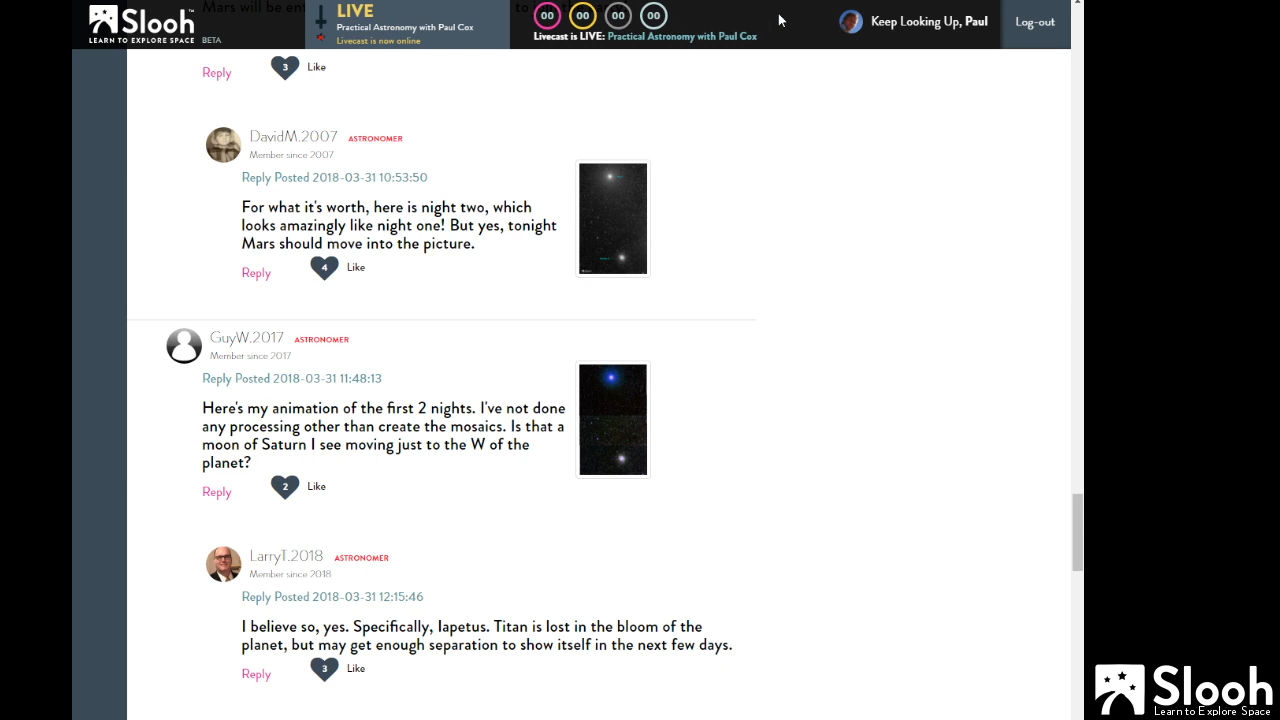 Mars will be
Slooh
LEARN TO EXPLORE SPACE BETA
LIVE
Practical Astronomy with Paul Cox
Livecast is now online
00 00 00 00
Livecast is LIVE: Practical Astronomy with Paul Cox
Keep Looking Up, Paul
Log-out
Reply 3 Like
DavidM.2007 ASTRONOMER
Member since 2007
Reply Posted 2018-03-31 10:53:50
For what it's worth, here is night two, which
looks amazingly like night one! But yes, tonight
Mars should move into the picture.
Reply 4 Like
GuyW.2017 ASTRONOMER
Member since 2017
Reply Posted 2018-03-31 11:48:13
Here's my animation of the first 2 nights. I've not done
any processing other than create the mosaics. Is that a
moon of Saturn I see moving just to the W of the
planet?
Reply 2 Like
LarryT.2018 ASTRONOMER
Member since 2018
Reply Posted 2018-03-31 12:15:46
I believe so, yes. Specifically, Iapetus. Titan is lost in the bloom of the
planet, but may get enough separation to show itself in the next few days.
Reply 3 Like
Slooh
Learn to Explore Space